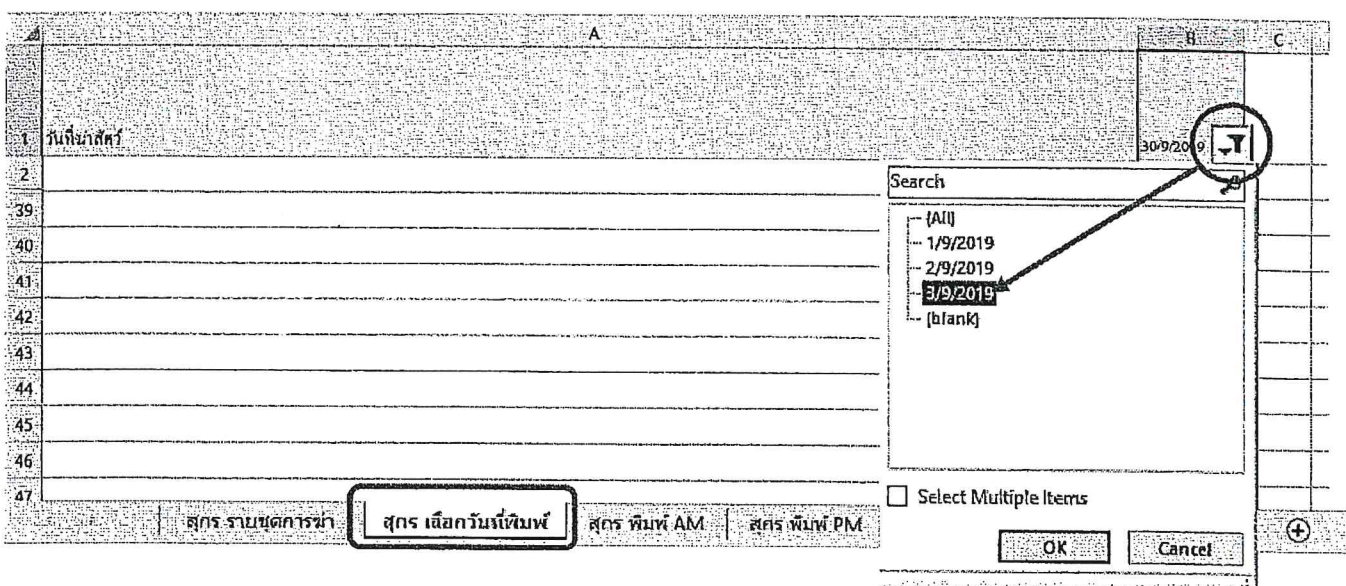 A B C
1 วันที่ฆ่าสัตว์ 30/9/2019
2
39
40
41
42
43
44
45
46
47
Search
(All)
1/9/2019
2/9/2019
3/9/2019
(blank)
Select Multiple Items
OK Cancel
สุกร รายชุดการฆ่า สุกร เลือกวันที่พิมพ์ สุกร พิมพ์ AM สุกร พิมพ์ PM